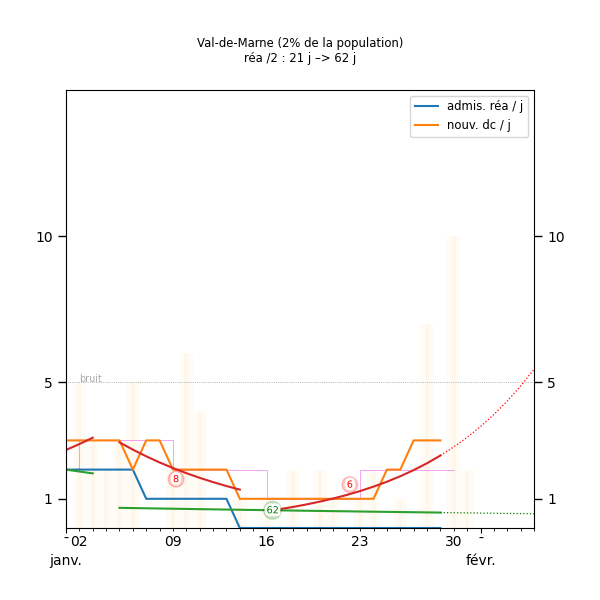 Val-de-Marne (2% de la population)
réa /2 : 21 j –> 62 j
admis. réa / j
nouv. dc / j
10
10
5
5
bruit
8
6
62
1
1
02
09
16
23
30
janv.
févr.